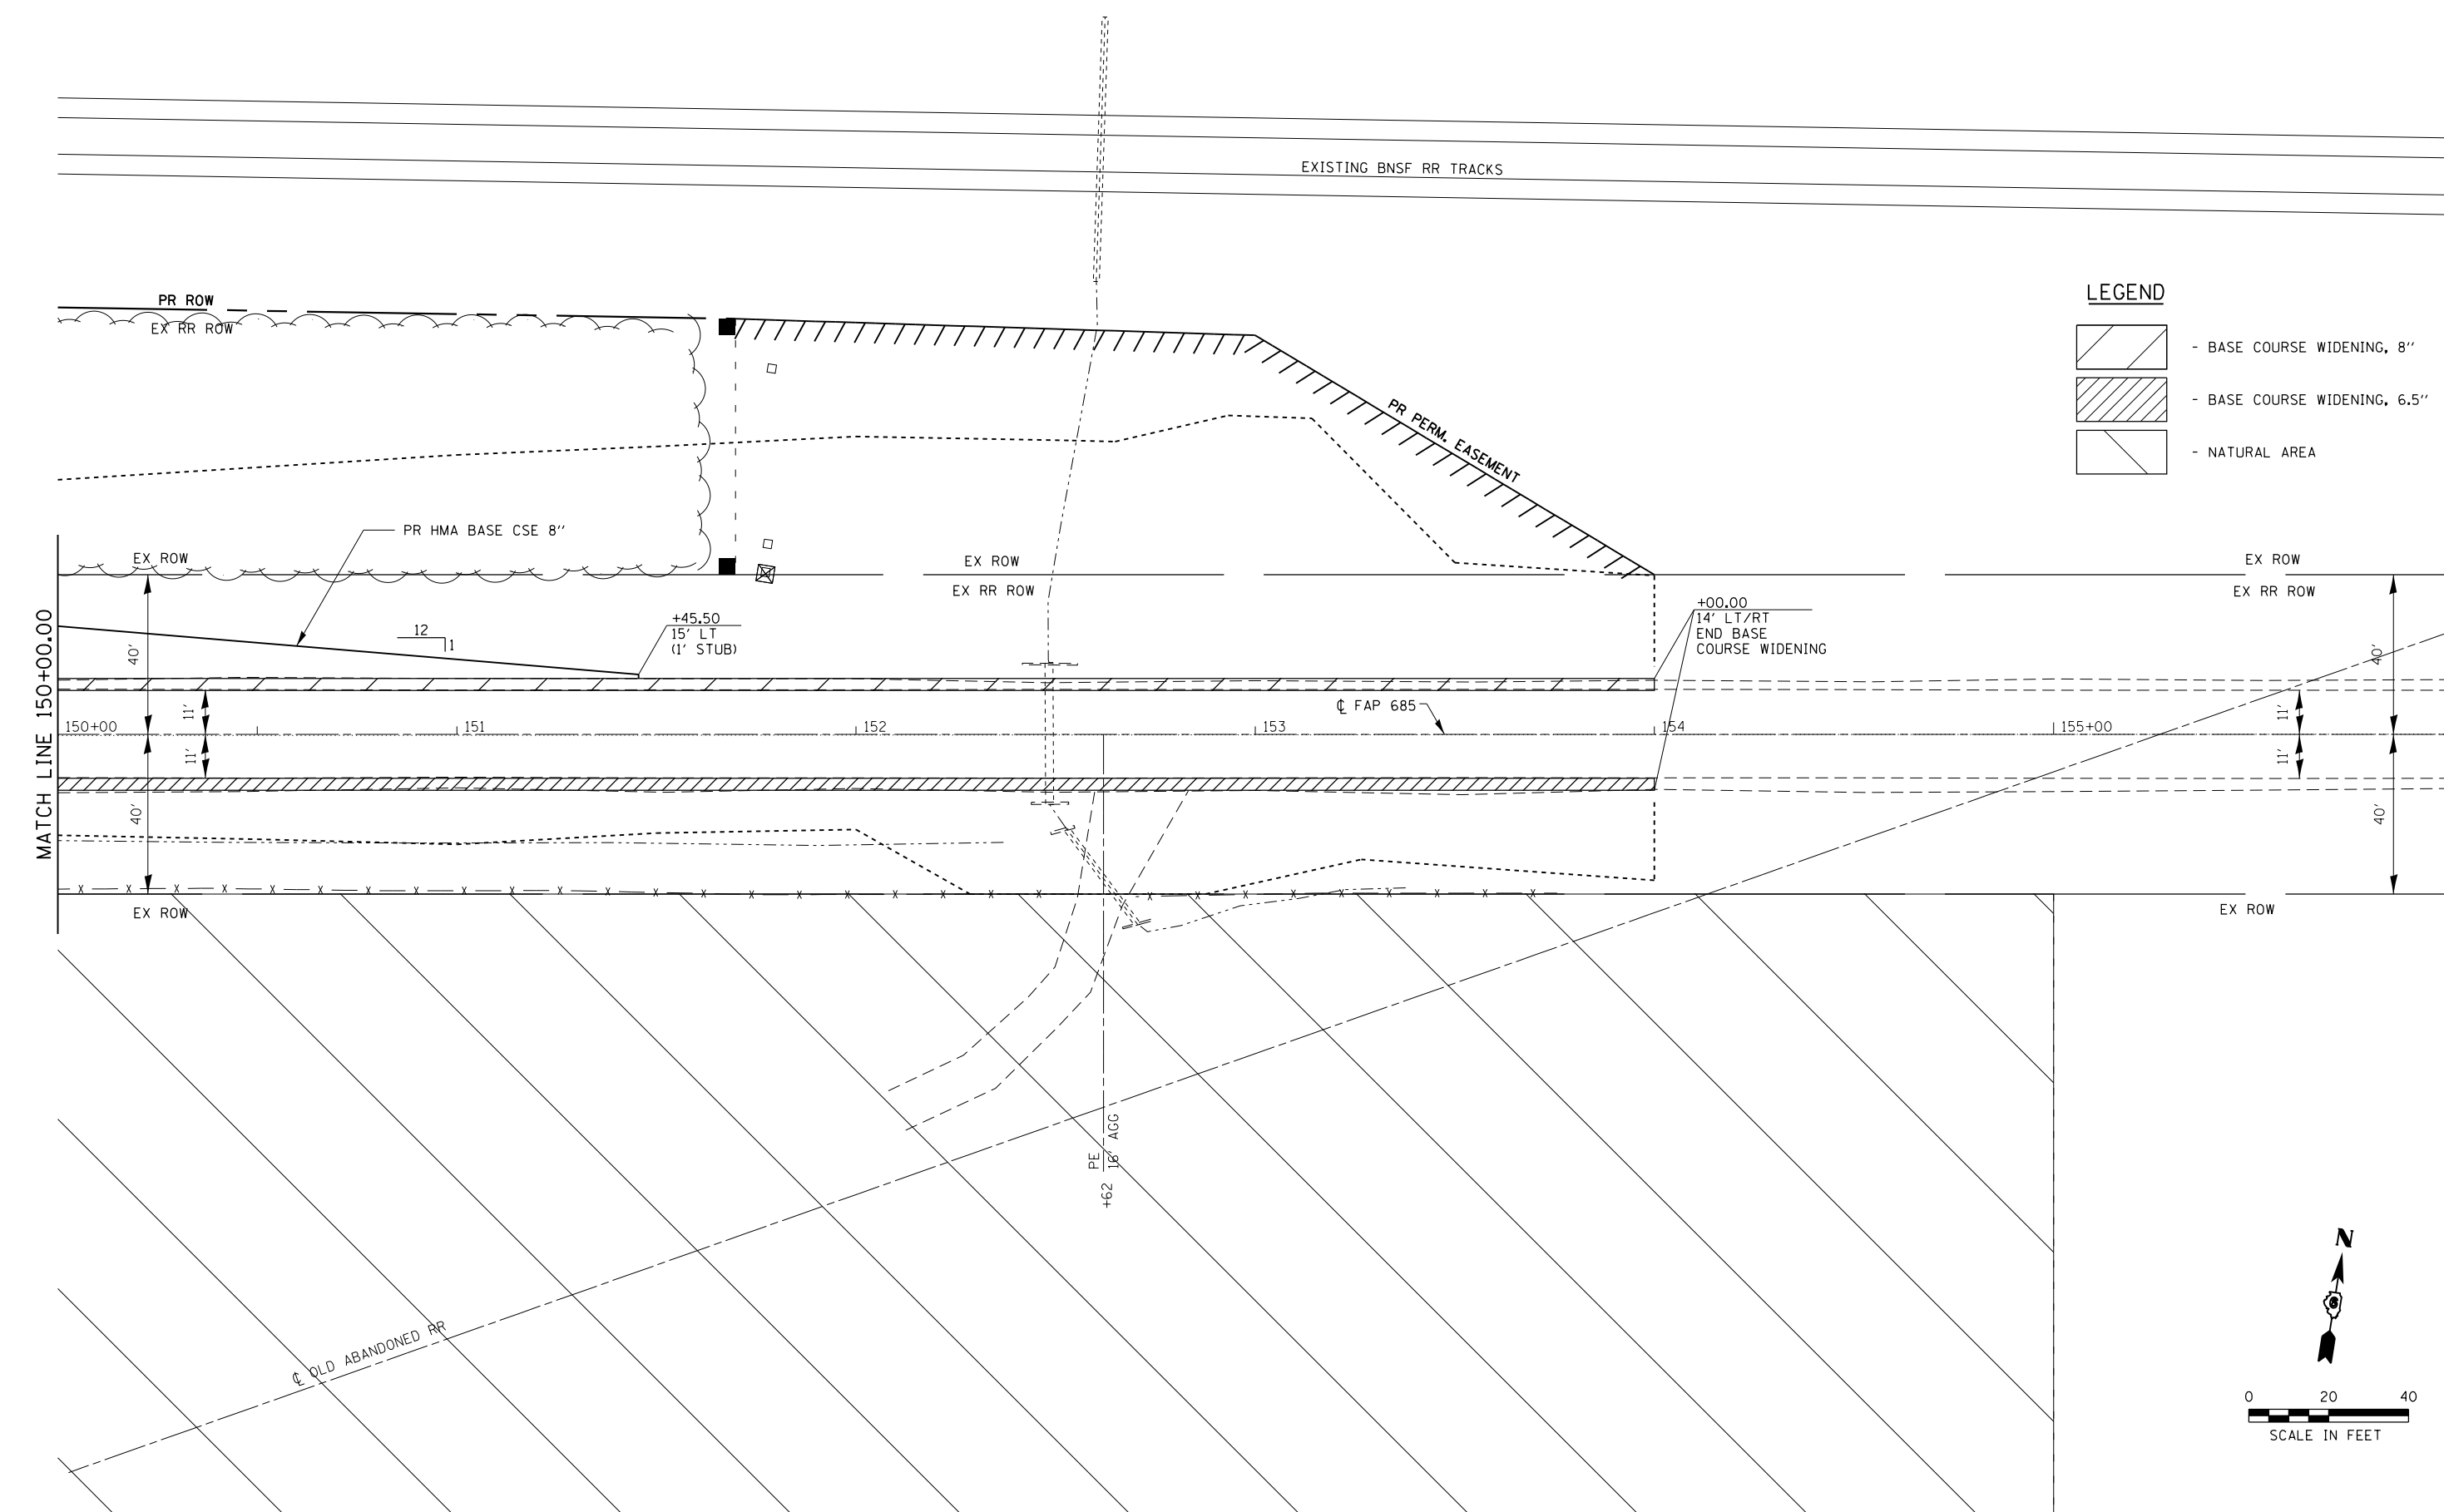 EXISTING BNSF RR TRACKS
PR ROW
EX RR ROW
LEGEND
- BASE COURSE WIDENING, 8''
- BASE COURSE WIDENING, 6.5''
- NATURAL AREA
PR PERM. EASEMENT
PR HMA BASE CSE 8''
EX ROW
EX ROW
EX RR ROW
EX ROW
EX RR ROW
MATCH LINE 150+00.00
40'
12
1
+45.50
15' LT
(1' STUB)
+00.00
14' LT/RT
END BASE
COURSE WIDENING
40'
11'
℄ FAP 685
11'
150+00
151
152
153
154
155+00
11'
11'
40'
40'
EX ROW
EX ROW
PE
16' AGG
+62
℄ OLD ABANDONED RR
N
0 20 40
SCALE IN FEET